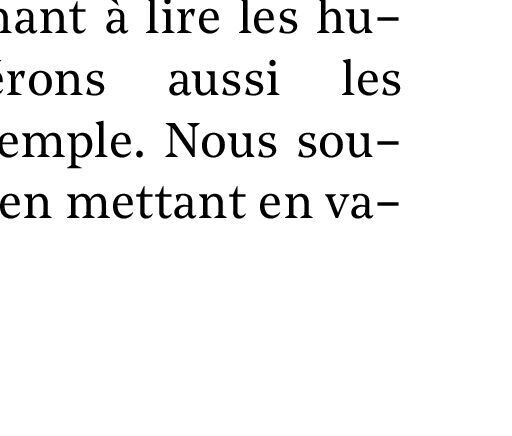 nant à lire les hu-
érons aussi les
emple. Nous sou-
en mettant en va-